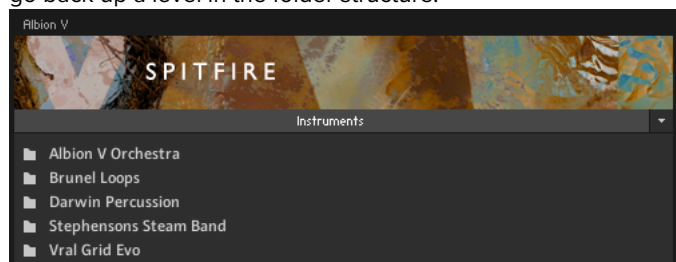 go back up a level in the folder structure.
Albion V
SPITFIRE
Instruments
Albion V Orchestra
Brunel Loops
Darwin Percussion
Stephensons Steam Band
Vral Grid Evo